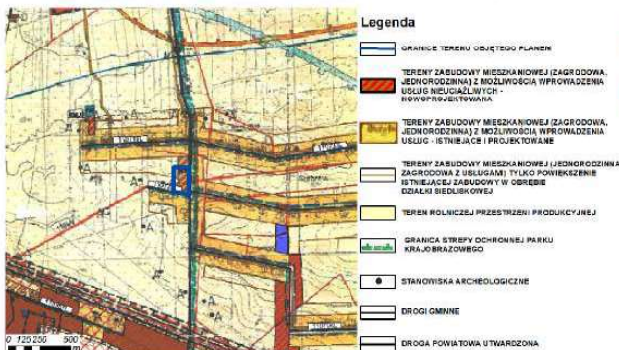 Legenda
GRANICE TERENU OBJĘTEGO PLANEM
TERENY ZABUDOWY MIESZKANIOWEJ (ZAGRODOWA,
JEDNORODZINNA) Z MOŻLIWOŚCIĄ WPROWADZENIA
USŁUG NIEUCIĄŻLIWYCH -
NOWOPROJEKTOWANA
TERENY ZABUDOWY MIESZKANIOWEJ (ZAGRODOWA,
JEDNORODZINNA) Z MOŻLIWOŚCIĄ WPROWADZENIA
USŁUG - ISTNIEJĄCE I PROJEKTOWANE
TERENY ZABUDOWY MIESZKANIOWEJ (JEDNORODZINNA
ZAGRODOWA Z USŁUGAMI) TYLKO POWIĘKSZENIE
ISTNIEJĄCEJ ZABUDOWY W OBRĘBIE
DZIAŁKI SIEDLISKOWEJ
TEREN ROLNICZEJ PRZESTRZENI PRODUKCYJNEJ
GRANICA STREFY OCHRONNEJ PARKU
KRAJOBRAZOWEGO
STANOWISKA ARCHEOLOGICZNE
DROGI GMINNE
DROGA POWIATOWA UTWARDZONA
0 125 250 500
m